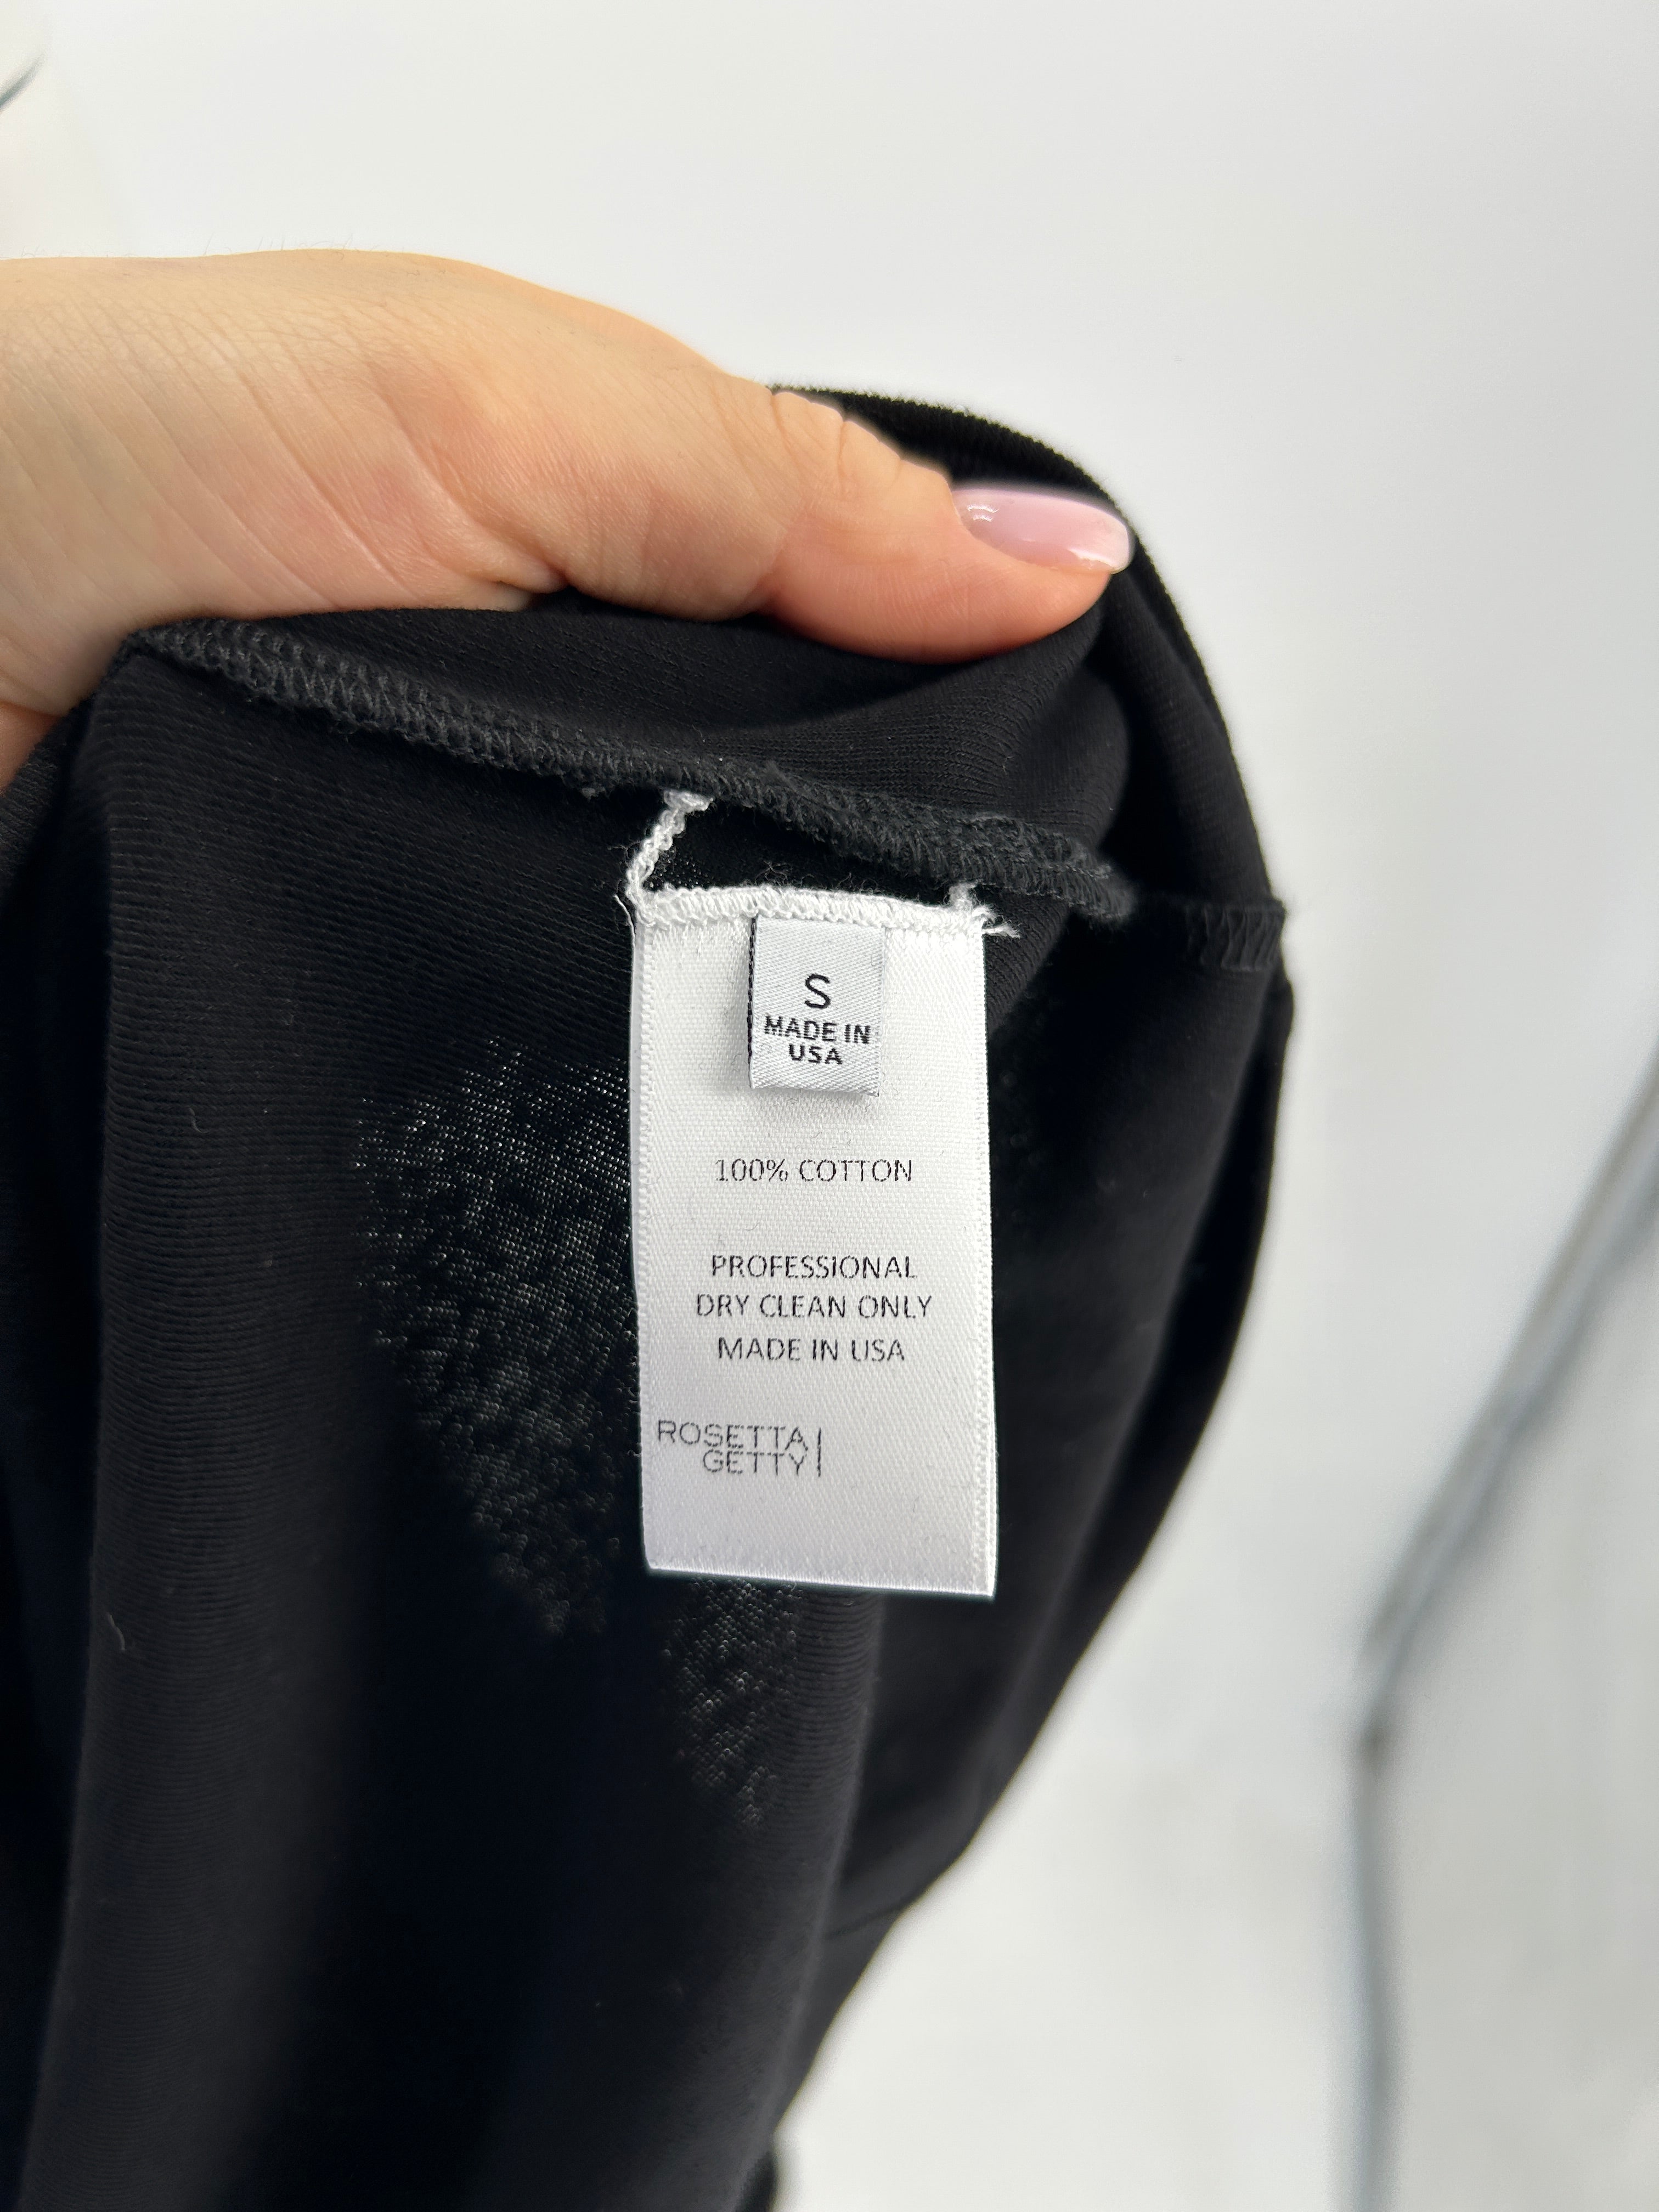 S
MADE IN
USA
100% COTTON
PROFESSIONAL
DRY CLEAN ONLY
MADE IN USA
ROSETTA
GETTY